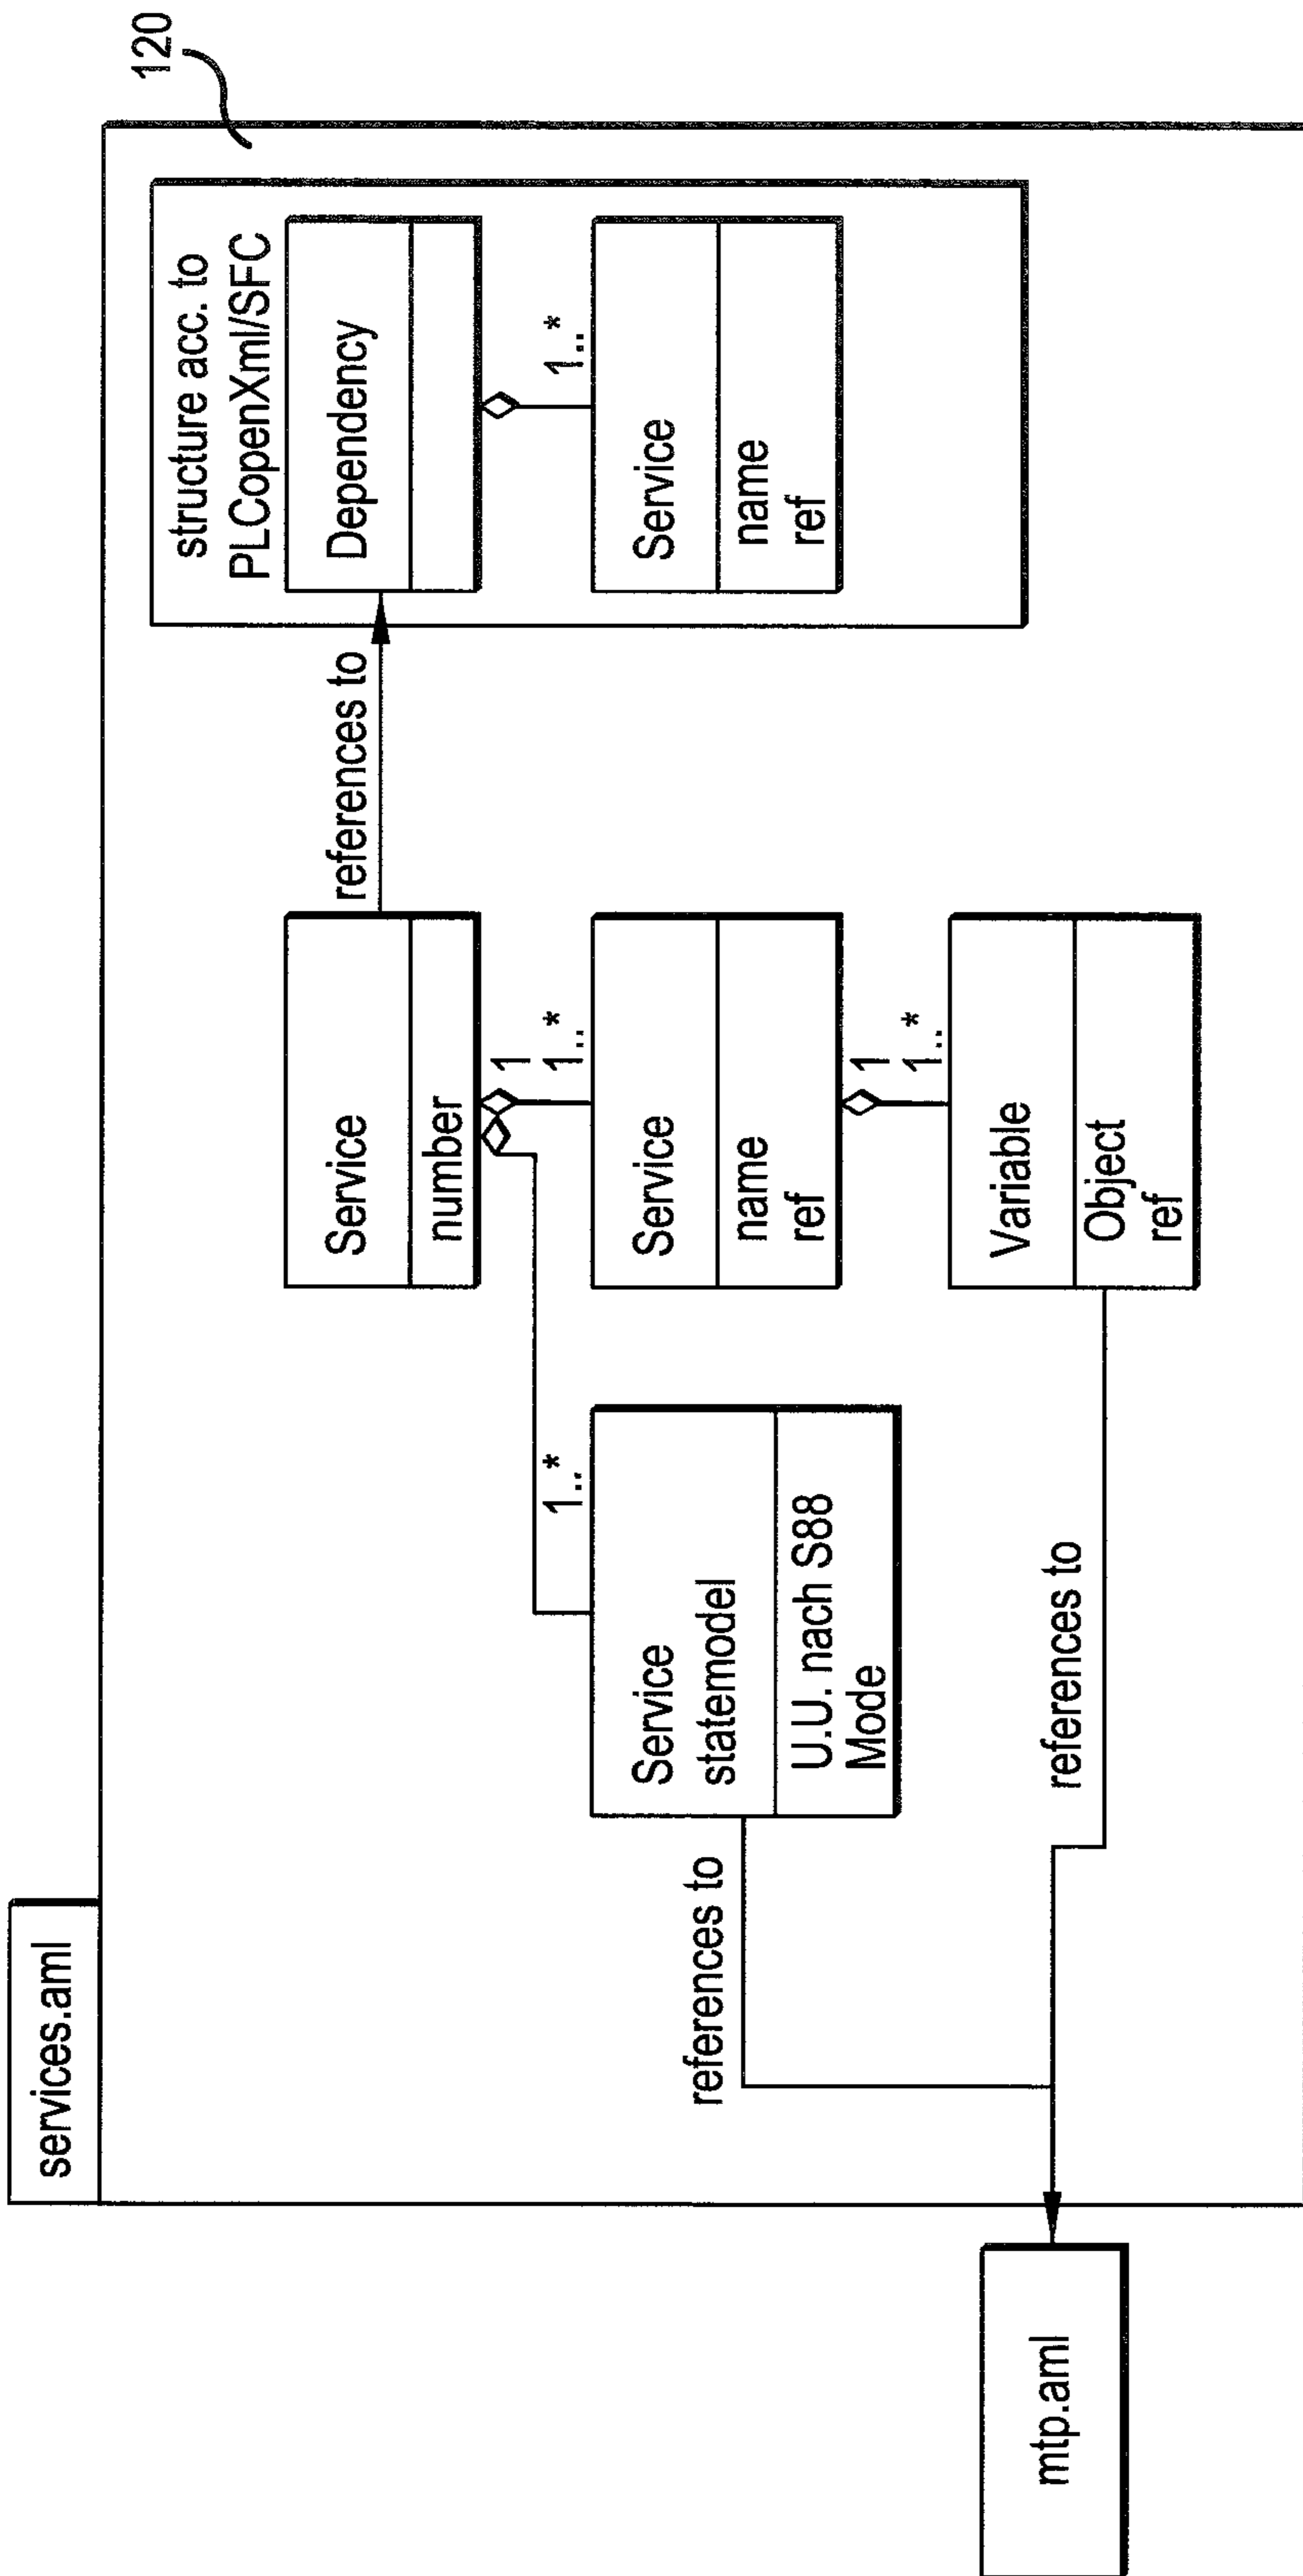 services.aml
120
structure acc. to
PLCopenXml/SFC
Dependency
1..*
Service
name
ref
references to
Service
number
1
1..*
Service
name
ref
1
1..*
Variable
Object
ref
1..*
Service
statemodel
U.U. nach S88
Mode
references to
references to
mtp.aml